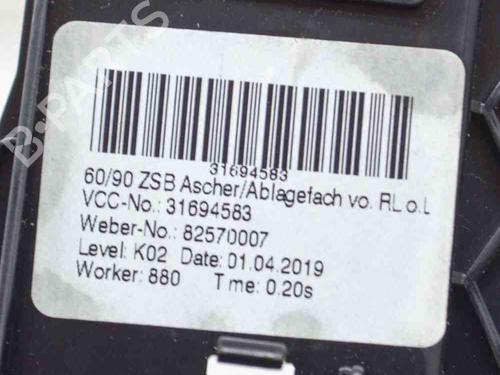 B-PARTS
31694583
60/90 ZSB Ascher/Ablagefach vo. RL o.L
VCC-No.: 31694583
Weber-No.: 82570007
Level: K02 Date: 01.04.2019
Worker: 880 T me: 0.20s